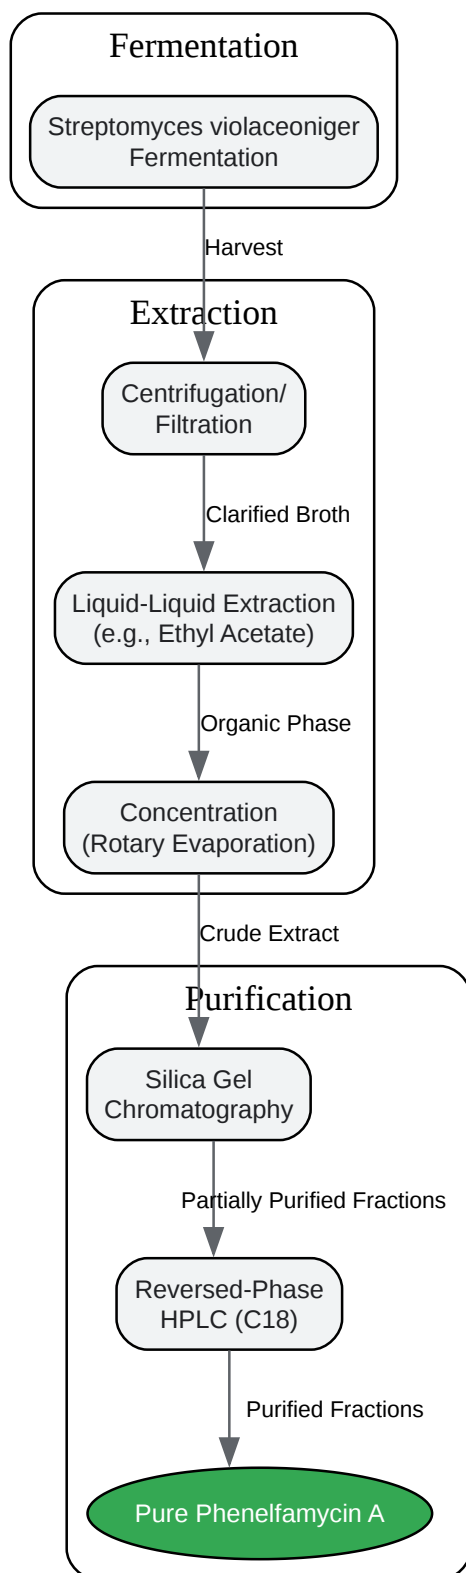 Fermentation
Streptomyces violaceoniger
Fermentation
Harvest
Extraction
Centrifugation/
Filtration
Clarified Broth
Liquid-Liquid Extraction
(e.g., Ethyl Acetate)
Organic Phase
Concentration
(Rotary Evaporation)
Crude Extract
Purification
Silica Gel
Chromatography
Partially Purified Fractions
Reversed-Phase
HPLC (C18)
Purified Fractions
Pure Phenelfamycin A